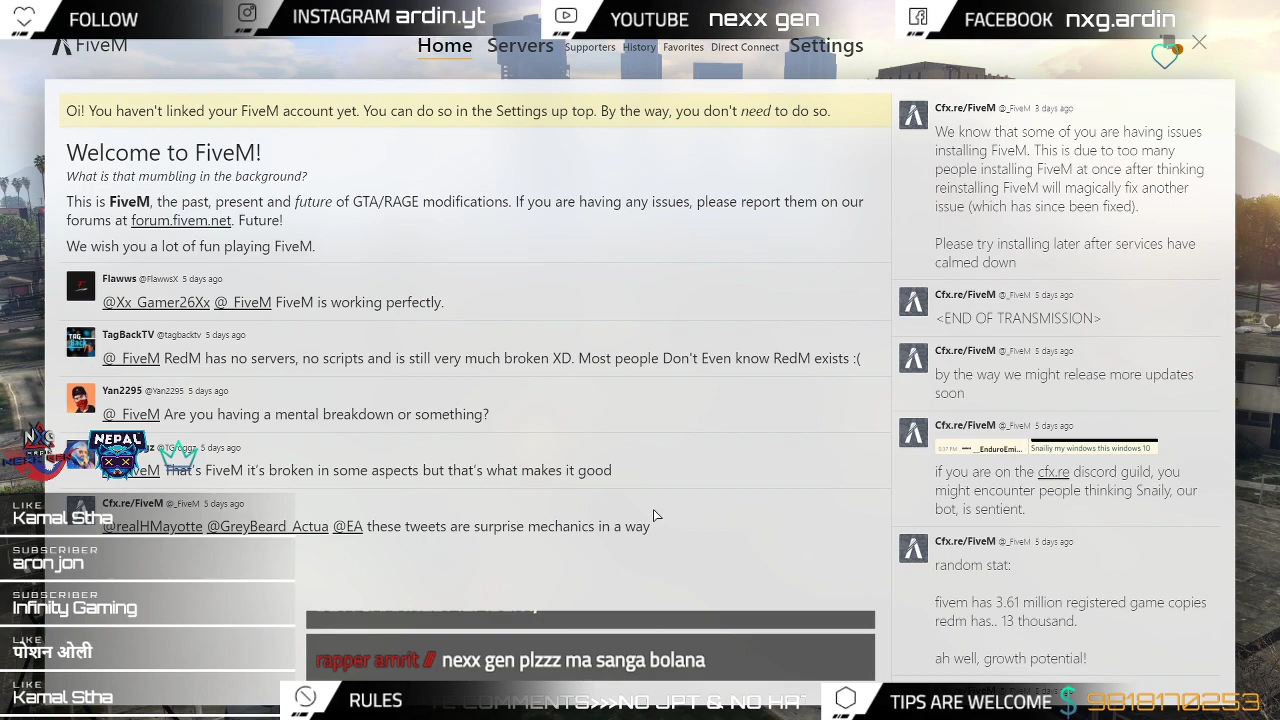 FOLLOW
INSTAGRAM ardin.yt
YOUTUBE nexx gen
FACEBOOK nxg.ardin
FiveM
Home Servers Supporters History Favorites Direct Connect Settings
Oi! You haven't linked your FiveM account yet. You can do so in the Settings up top. By the way, you don't need to do so.
Welcome to FiveM!
What is that mumbling in the background?
This is FiveM, the past, present and future of GTA/RAGE modifications. If you are having any issues, please report them on our
forums at forum.fivem.net. Future!
We wish you a lot of fun playing FiveM.
Flawws @FlawwsX 5 days ago
@Xx_Gamer26Xx @_FiveM FiveM is working perfectly.
TagBackTV @tagbacktv 5 days ago
@_FiveM RedM has no servers, no scripts and is still very much broken XD. Most people Don't Even know RedM exists :(
Yan2295 @Yan2295 5 days ago
@_FiveM Are you having a mental breakdown or something?
5 days ago
That's FiveM it's broken in some aspects but that's what makes it good
Cfx.re/FiveM @_FiveM 5 days ago
@realHMayotte @GreyBeard_Actua @EA these tweets are surprise mechanics in a way
Cfx.re/FiveM @_FiveM 3 days ago
We know that some of you are having issues
installing FiveM. This is due to too many
people installing FiveM at once after thinking
reinstalling FiveM will magically fix another
issue (which has since been fixed).
Please try installing later after services have
calmed down
Cfx.re/FiveM @_FiveM 5 days ago
<END OF TRANSMISSION>
Cfx.re/FiveM @_FiveM 5 days ago
by the way we might release more updates
soon
Cfx.re/FiveM @_FiveM 5 days ago
__EnduroEmi... Snailiy my windows this windows 10
if you are on the cfx.re discord guild, you
might encounter people thinking Snaily, our
bot, is sentient.
Cfx.re/FiveM @_FiveM 5 days ago
random stat:
fivem has 3.61 million registered game copies
redm has.. 13 thousand.
ah well, growth potential!
NXG
NEPAL
LIKE
Kamal Stha
SUBSCRIBER
aron jon
SUBSCRIBER
Infinity Gaming
LIKE
पोशन ओली
LIKE
Kamal Stha
rapper amrit // nexx gen plzzz ma sanga bolana
RULES
COMMENTS>>NO JPT & NO
TIPS ARE WELCOME $ 9818170253